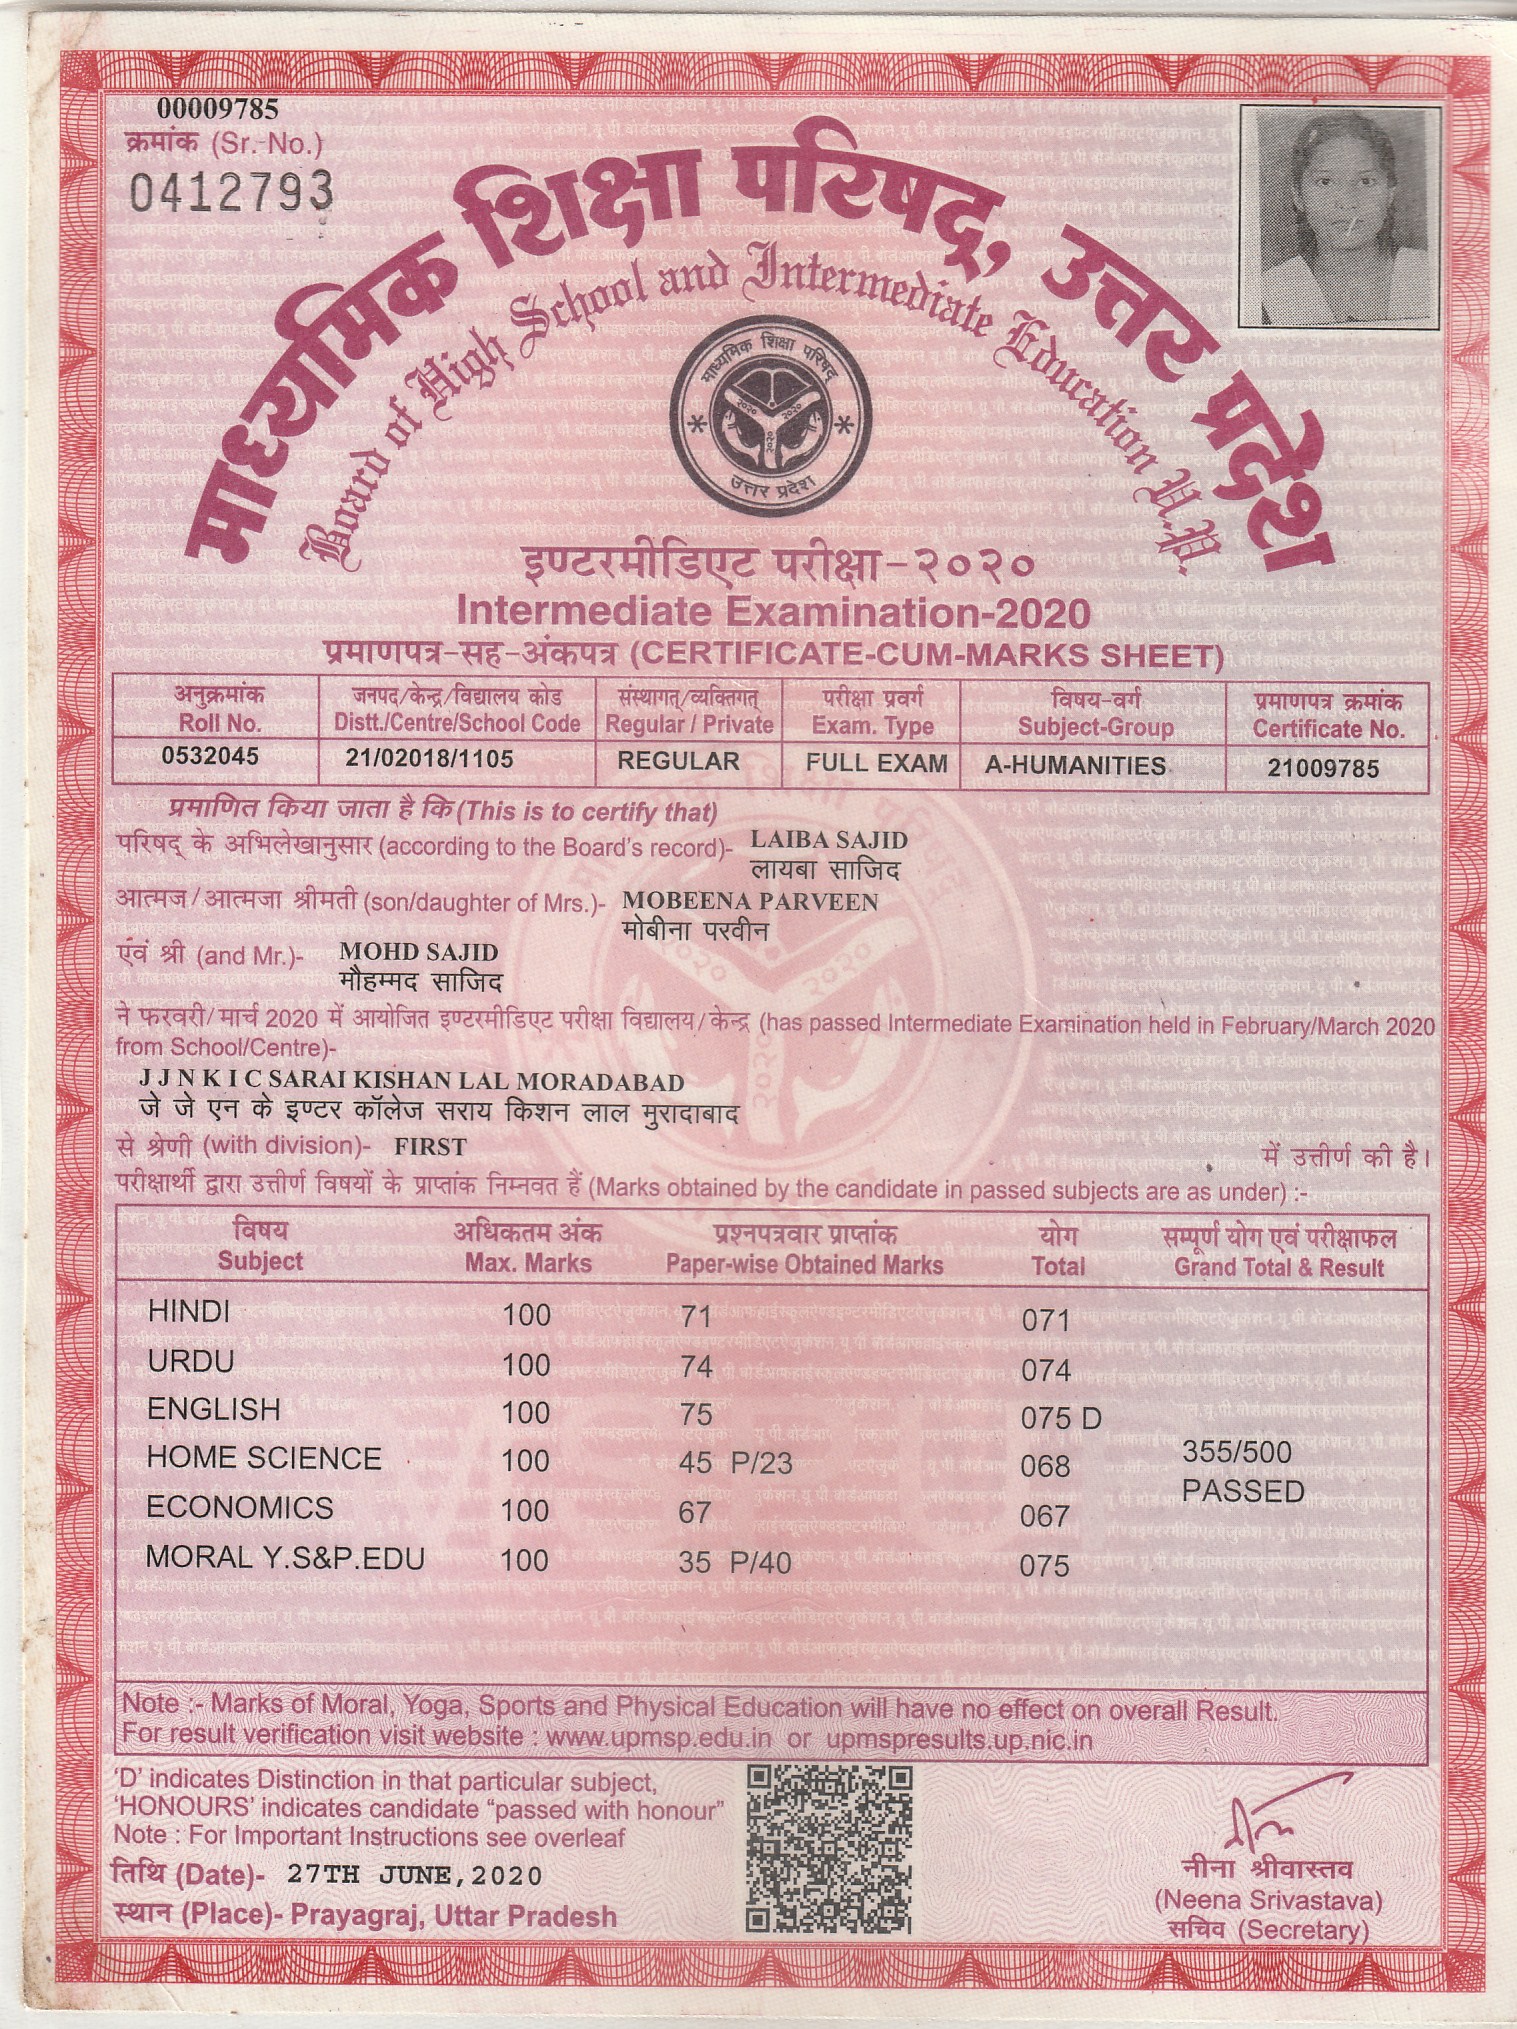 00009785
क्रमांक (Sr. No.)
0412793
माध्यमिक शिक्षा परिषद्, उत्तर प्रदेश
Board of High School and Intermediate Education U.P.
माध्यमिक शिक्षा परिषद्
२०२० २०२०
२०२०
उत्तर प्रदेश
इण्टरमीडिएट परीक्षा-२०२०
Intermediate Examination-2020
प्रमाणपत्र-सह-अंकपत्र (CERTIFICATE-CUM-MARKS SHEET)
अनुक्रमांक जनपद/केन्द्र/विद्यालय कोड संस्थागत्/व्यक्तिगत् परीक्षा प्रवर्ग विषय-वर्ग प्रमाणपत्र क्रमांक
Roll No. Distt./Centre/School Code Regular / Private Exam. Type Subject-Group Certificate No.
0532045 21/02018/1105 REGULAR FULL EXAM A-HUMANITIES 21009785
प्रमाणित किया जाता है कि (This is to certify that)
परिषद् के अभिलेखानुसार (according to the Board's record)- LAIBA SAJID
लायबा साजिद
आत्मज/आत्मजा श्रीमती (son/daughter of Mrs.)- MOBEENA PARVEEN
मोबीना परवीन
एवं श्री (and Mr.)- MOHD SAJID
मौहम्मद साजिद
ने फरवरी/मार्च 2020 में आयोजित इण्टरमीडिएट परीक्षा विद्यालय/केन्द्र (has passed Intermediate Examination held in February/March 2020
from School/Centre)-
J J N K I C SARAI KISHAN LAL MORADABAD
जे जे एन के इण्टर कॉलेज सराय किशन लाल मुरादाबाद
से श्रेणी (with division)- FIRST में उत्तीर्ण की है।
परीक्षार्थी द्वारा उत्तीर्ण विषयों के प्राप्तांक निम्नवत हैं (Marks obtained by the candidate in passed subjects are as under) :-
विषय अधिकतम अंक प्रश्नपत्रवार प्राप्तांक योग सम्पूर्ण योग एवं परीक्षाफल
Subject Max. Marks Paper-wise Obtained Marks Total Grand Total & Result
HINDI 100 71 071
URDU 100 74 074
ENGLISH 100 75 075 D
HOME SCIENCE 100 45 P/23 068 355/500
PASSED
ECONOMICS 100 67 067
MORAL Y.S&P.EDU 100 35 P/40 075
Note :- Marks of Moral, Yoga, Sports and Physical Education will have no effect on overall Result.
For result verification visit website : www.upmsp.edu.in or upmspresults.up.nic.in
'D' indicates Distinction in that particular subject,
'HONOURS' indicates candidate "passed with honour"
Note : For Important Instructions see overleaf
तिथि (Date)- 27TH JUNE,2020
स्थान (Place)- Prayagraj, Uttar Pradesh
नीना श्रीवास्तव
(Neena Srivastava)
सचिव (Secretary)